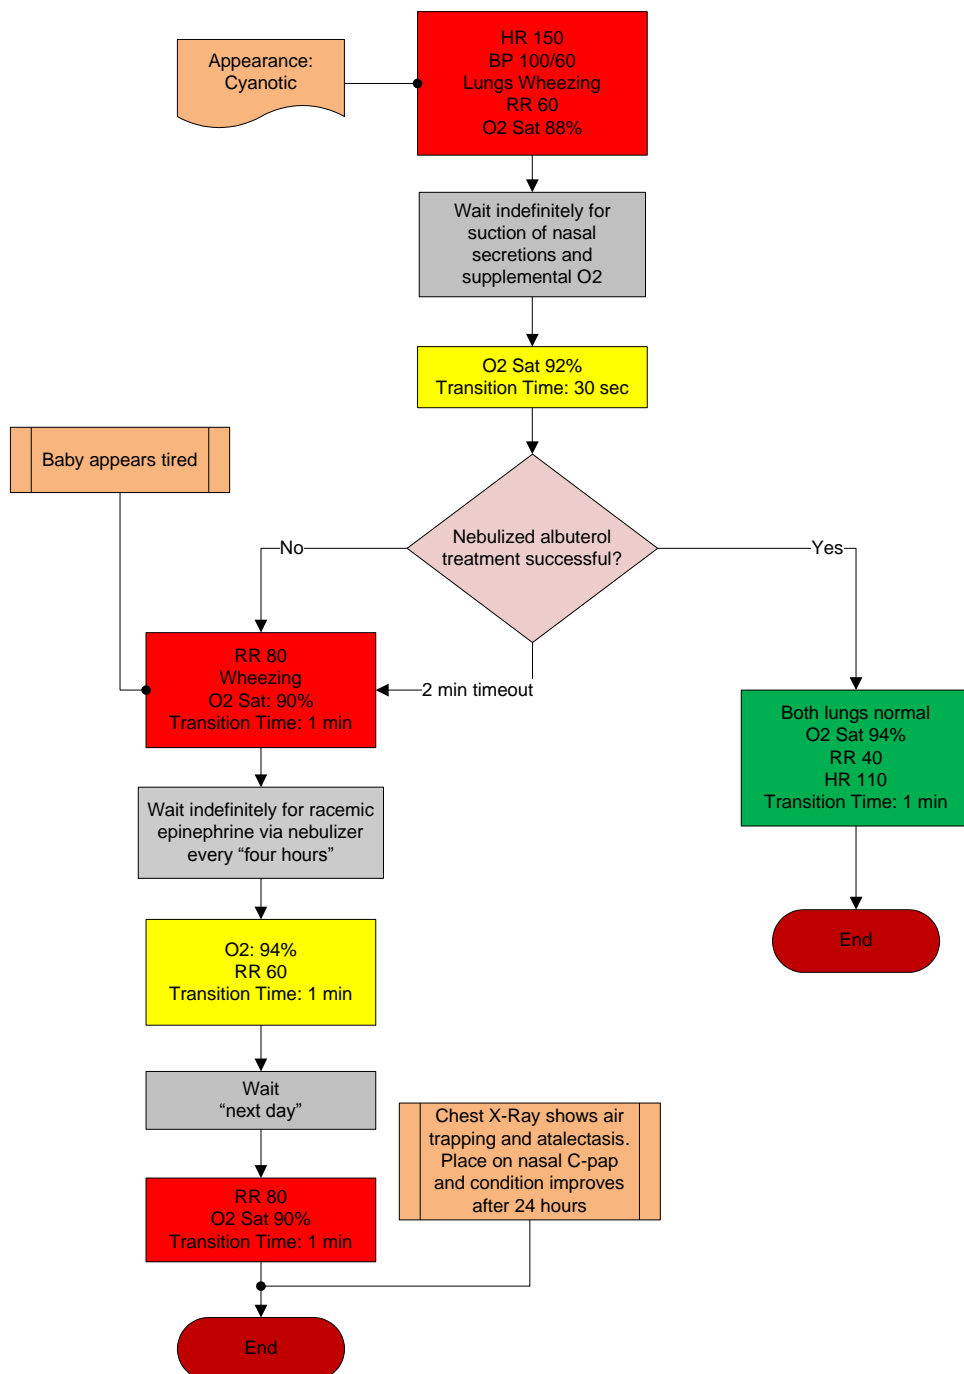 Appearance:
Cyanotic
HR 150
BP 100/60
Lungs Wheezing
RR 60
O2 Sat 88%
Wait indefinitely for
suction of nasal
secretions and
supplemental O2
O2 Sat 92%
Transition Time: 30 sec
Baby appears tired
Nebulized albuterol
treatment successful?
No
Yes
RR 80
Wheezing
O2 Sat: 90%
Transition Time: 1 min
2 min timeout
Both lungs normal
O2 Sat 94%
RR 40
HR 110
Transition Time: 1 min
Wait indefinitely for racemic
epinephrine via nebulizer
every “four hours”
End
O2: 94%
RR 60
Transition Time: 1 min
Wait
“next day”
Chest X-Ray shows air
trapping and atalectasis.
Place on nasal C-pap
and condition improves
after 24 hours
RR 80
O2 Sat 90%
Transition Time: 1 min
End